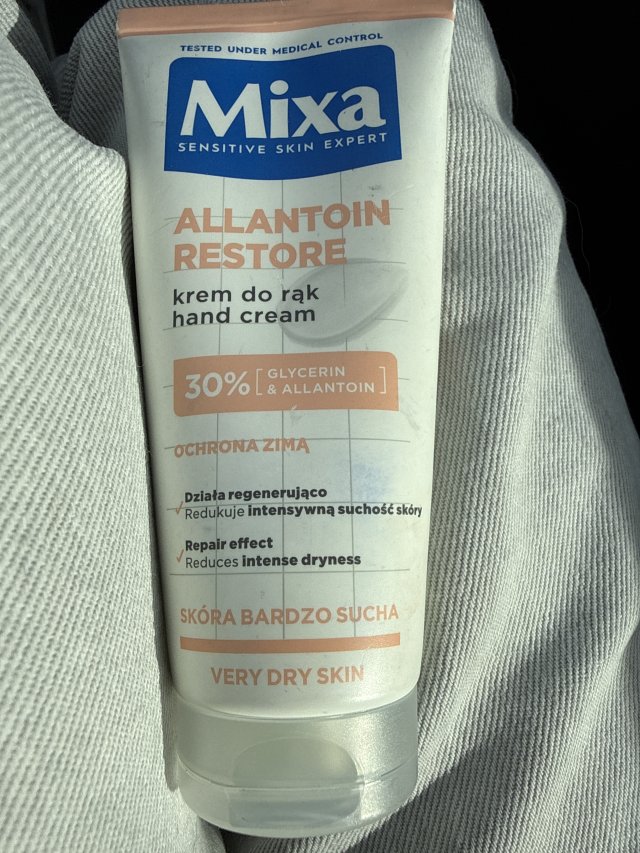 TESTED UNDER MEDICAL CONTROL
Mixa
SENSITIVE SKIN EXPERT
ALLANTOIN
RESTORE
krem do rąk
hand cream
30% [GLYCERIN
& ALLANTOIN]
OCHRONA ZIMĄ
Działa regenerująco
Redukuje intensywną suchość skóry
Repair effect
Reduces intense dryness
SKÓRA BARDZO SUCHA
VERY DRY SKIN